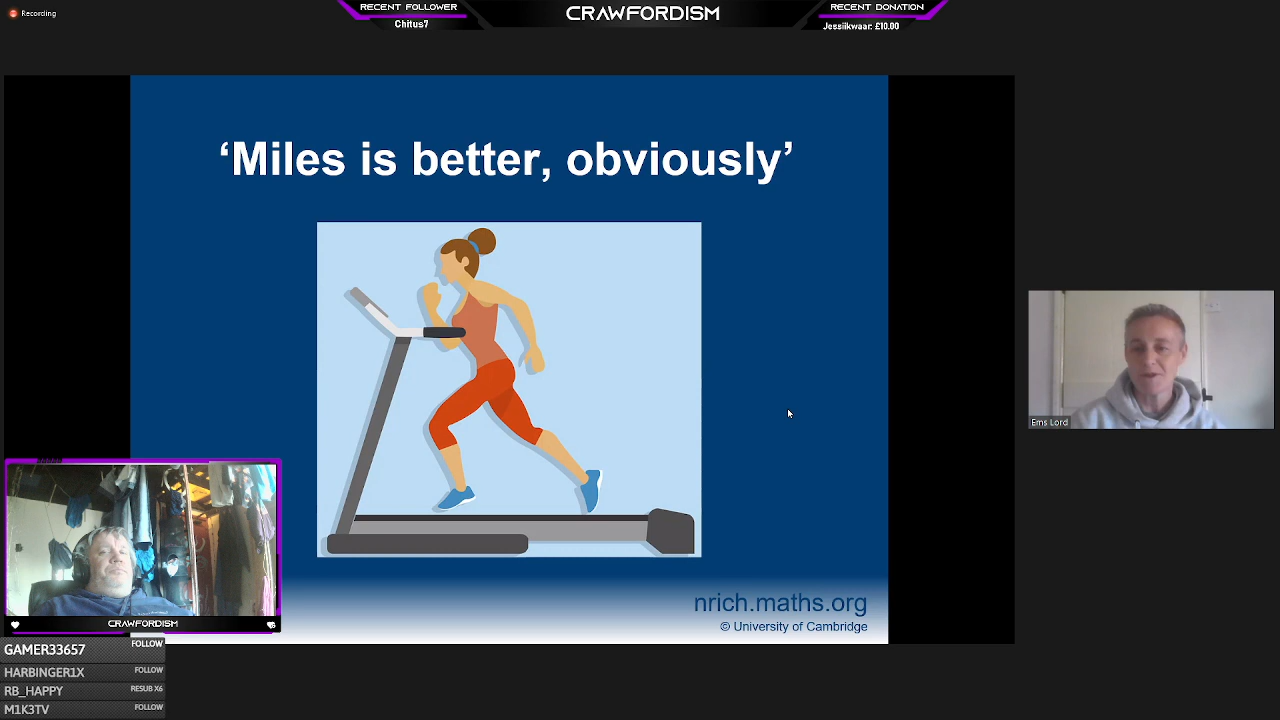 Recording
RECENT FOLLOWER
Chitus7
CRAWFORDISM
RECENT DONATION
Jessiikwaar: £10.00
‘Miles is better, obviously’
Ems Lord
nrich.maths.org
© University of Cambridge
CRAWFORDISM
GAMER33657 FOLLOW
HARBINGER1X FOLLOW
RB_HAPPY RESUB X6
M1K3TV FOLLOW